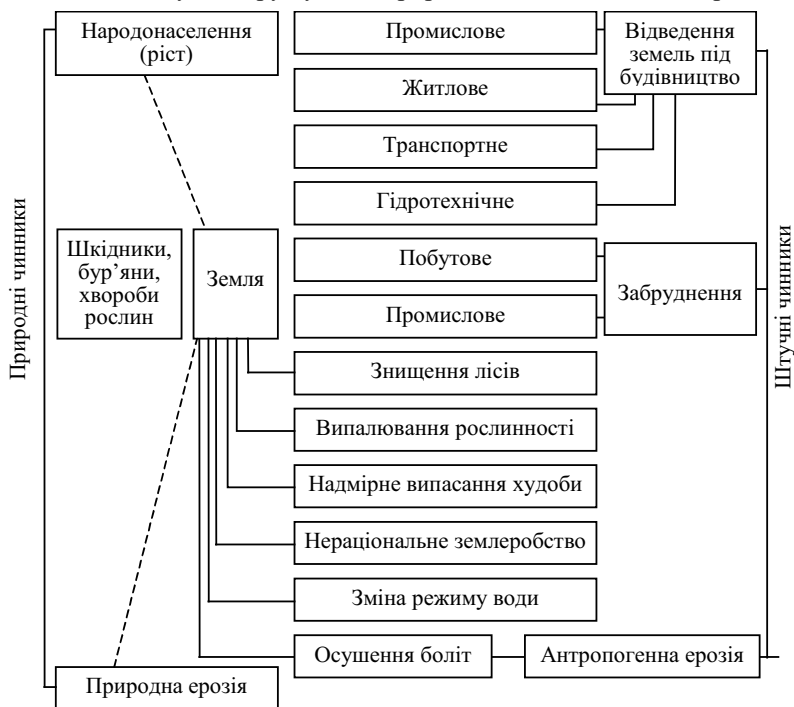 Народонаселення
(ріст)
Промислове
Відведення
земель під
будівництво
Житлове
Транспортне
Гідротехнічне
Природні чинники
Шкідники,
бур’яни,
хвороби
рослин
Земля
Побутове
Промислове
Забруднення
Штучні чинники
Знищення лісів
Випалювання рослинності
Надмірне випасання худоби
Нераціональне землеробство
Зміна режиму води
Осушення боліт
Антропогенна ерозія
Природна ерозія